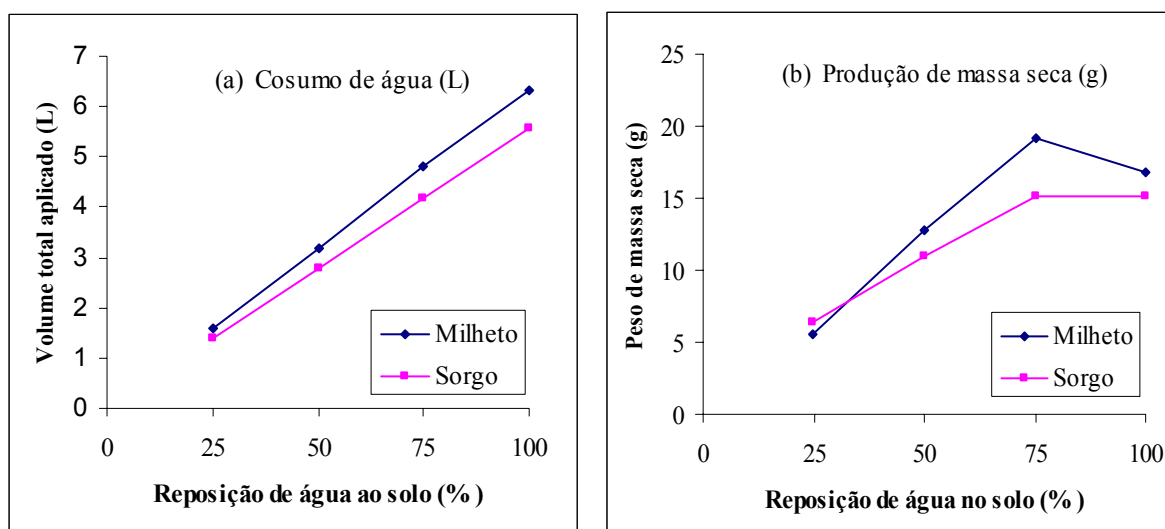 (a) Cosumo de água (L)
Volume total aplicado (L)
7
6
5
4
3
2
1
0
0 25 50 75 100
Reposição de água ao solo (%)
Milheto
Sorgo
(b) Produção de massa seca (g)
Peso de massa seca (g)
25
20
15
10
5
0
0 25 50 75 100
Reposição de água no solo (%)
Milheto
Sorgo